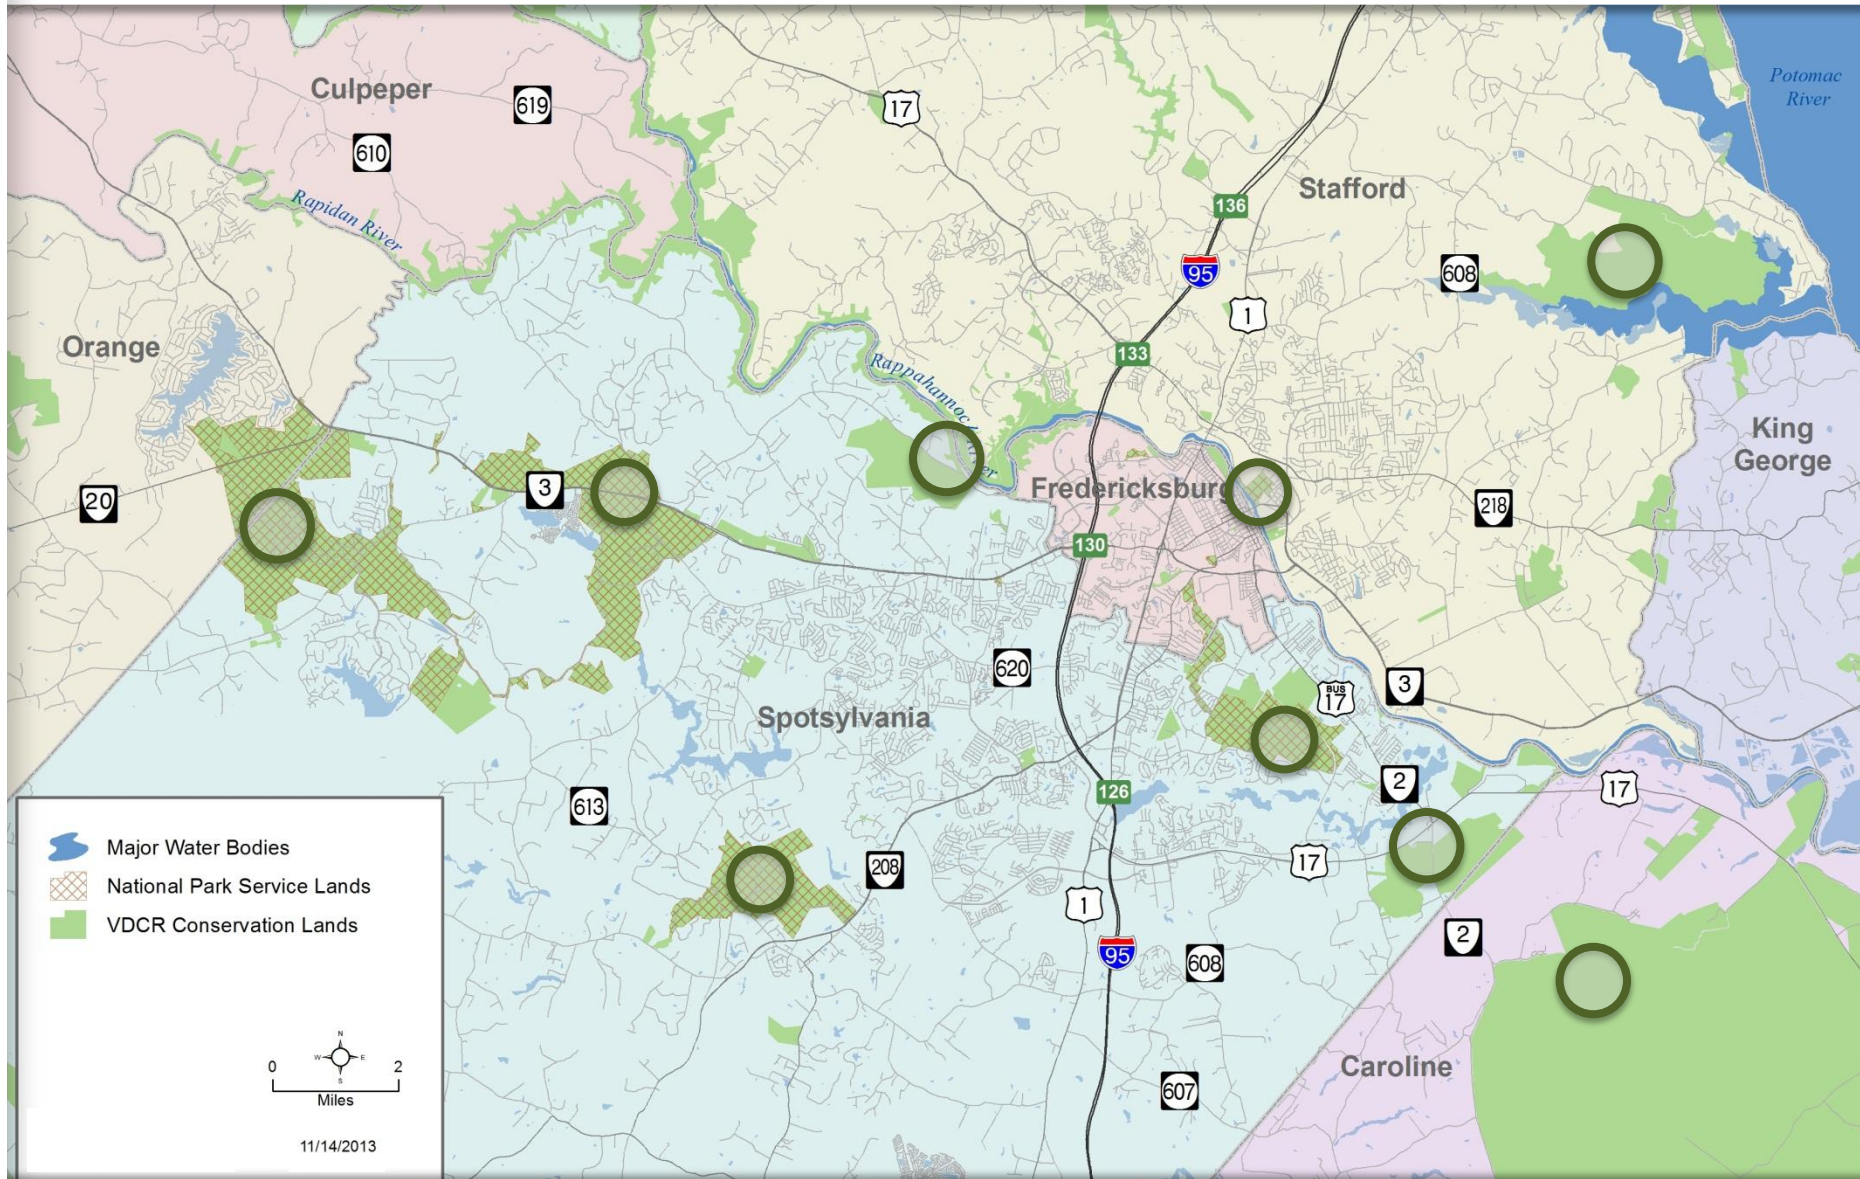 Potomac
River
Culpeper
619
17
610
136
Stafford
Rapidan River
95
608
1
Orange
133
Rappahannock River
King
George
Fredericksburg
3
20
218
130
620
3
BUS
17
Spotsylvania
126
2
17
613
17
208
1
2
95
608
Caroline
607
Major Water Bodies
National Park Service Lands
VDCR Conservation Lands
N
W E
S
0 2
Miles
11/14/2013